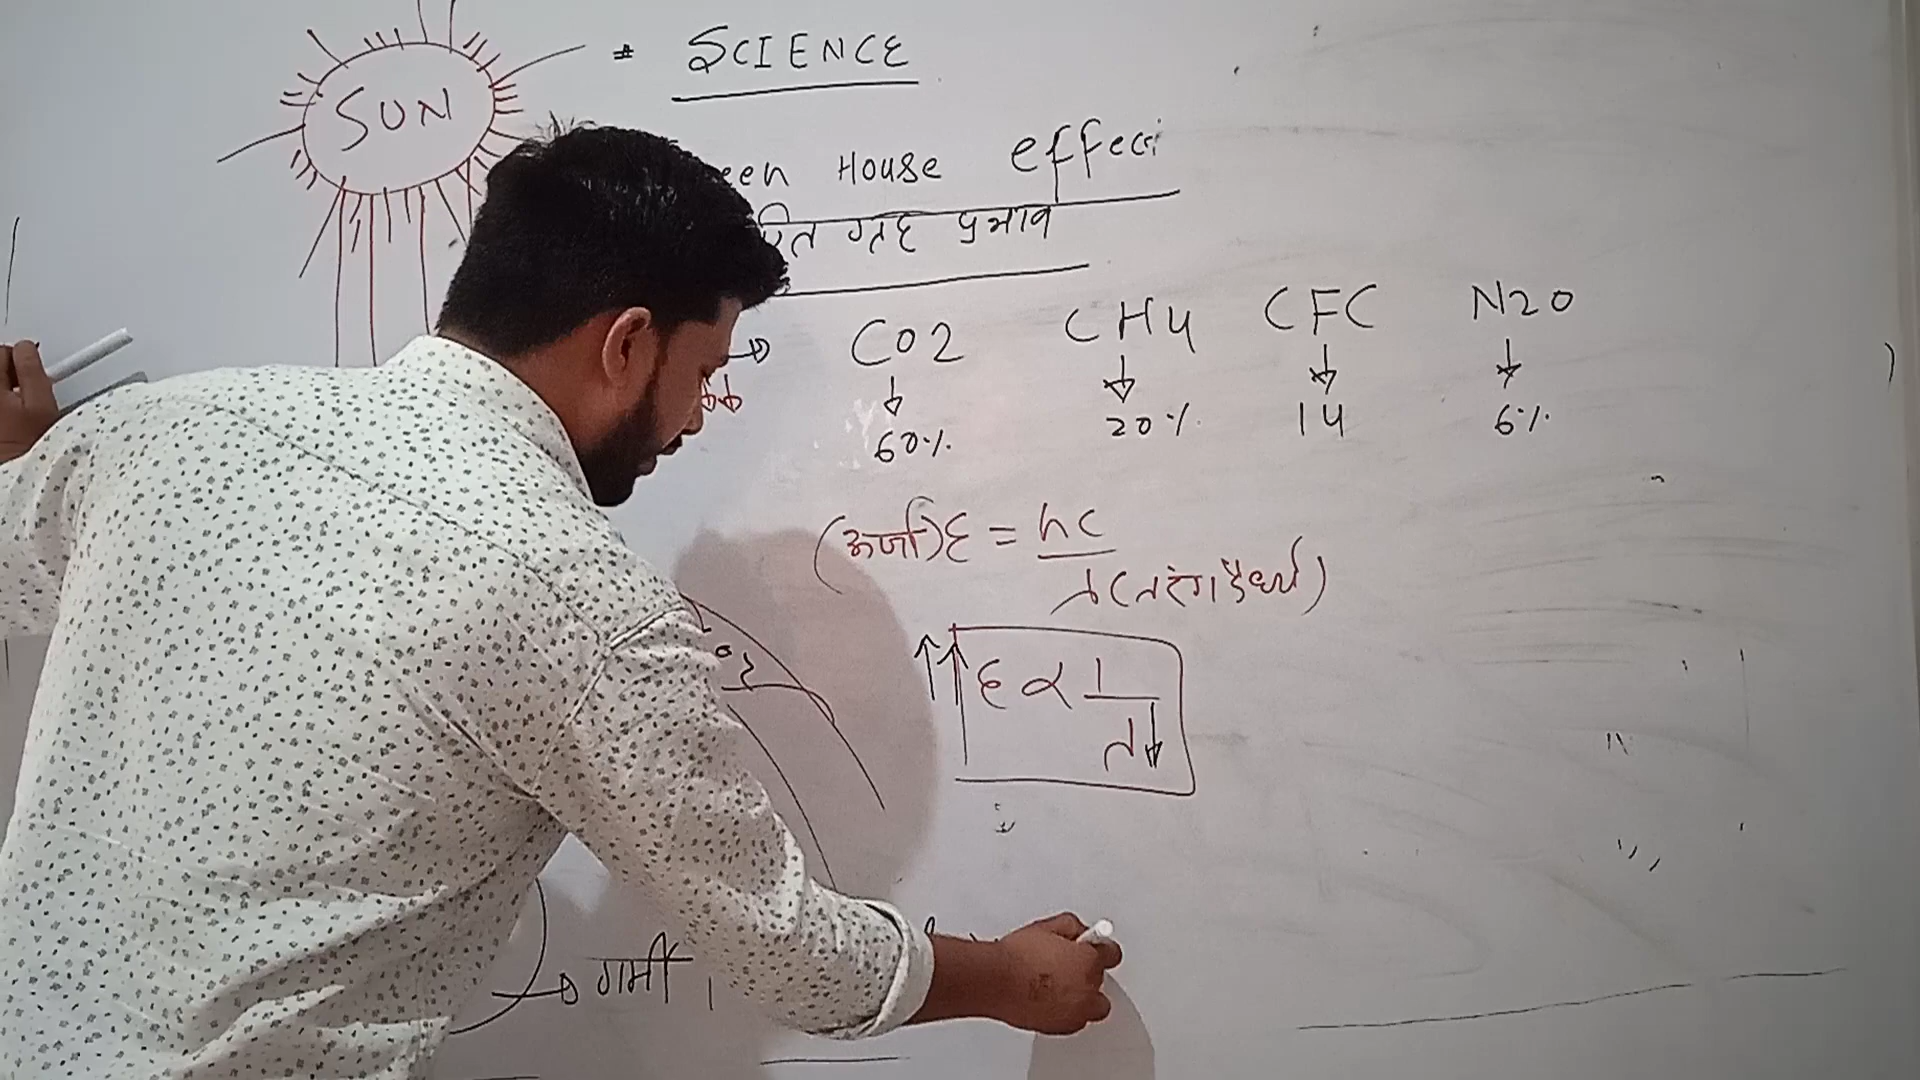 SUN
SCIENCE
een House effect
ित गृह प्रभाव
CO2 CH4 CFC N2O
60% 20% 14 6%
(ऊर्जा) E = hc
λ (तरंगदैर्ध्य)
E ∝ 1
λ
गर्मी